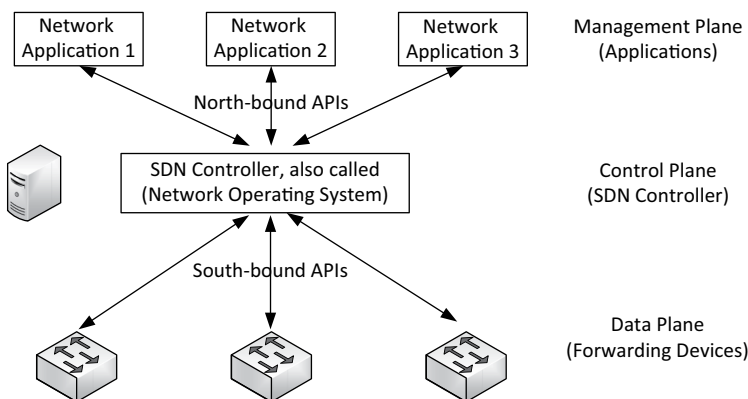 Network
Application 1
Network
Application 2
Network
Application 3
Management Plane
(Applications)
North-bound APIs
SDN Controller, also called
(Network Operating System)
Control Plane
(SDN Controller)
South-bound APIs
Data Plane
(Forwarding Devices)